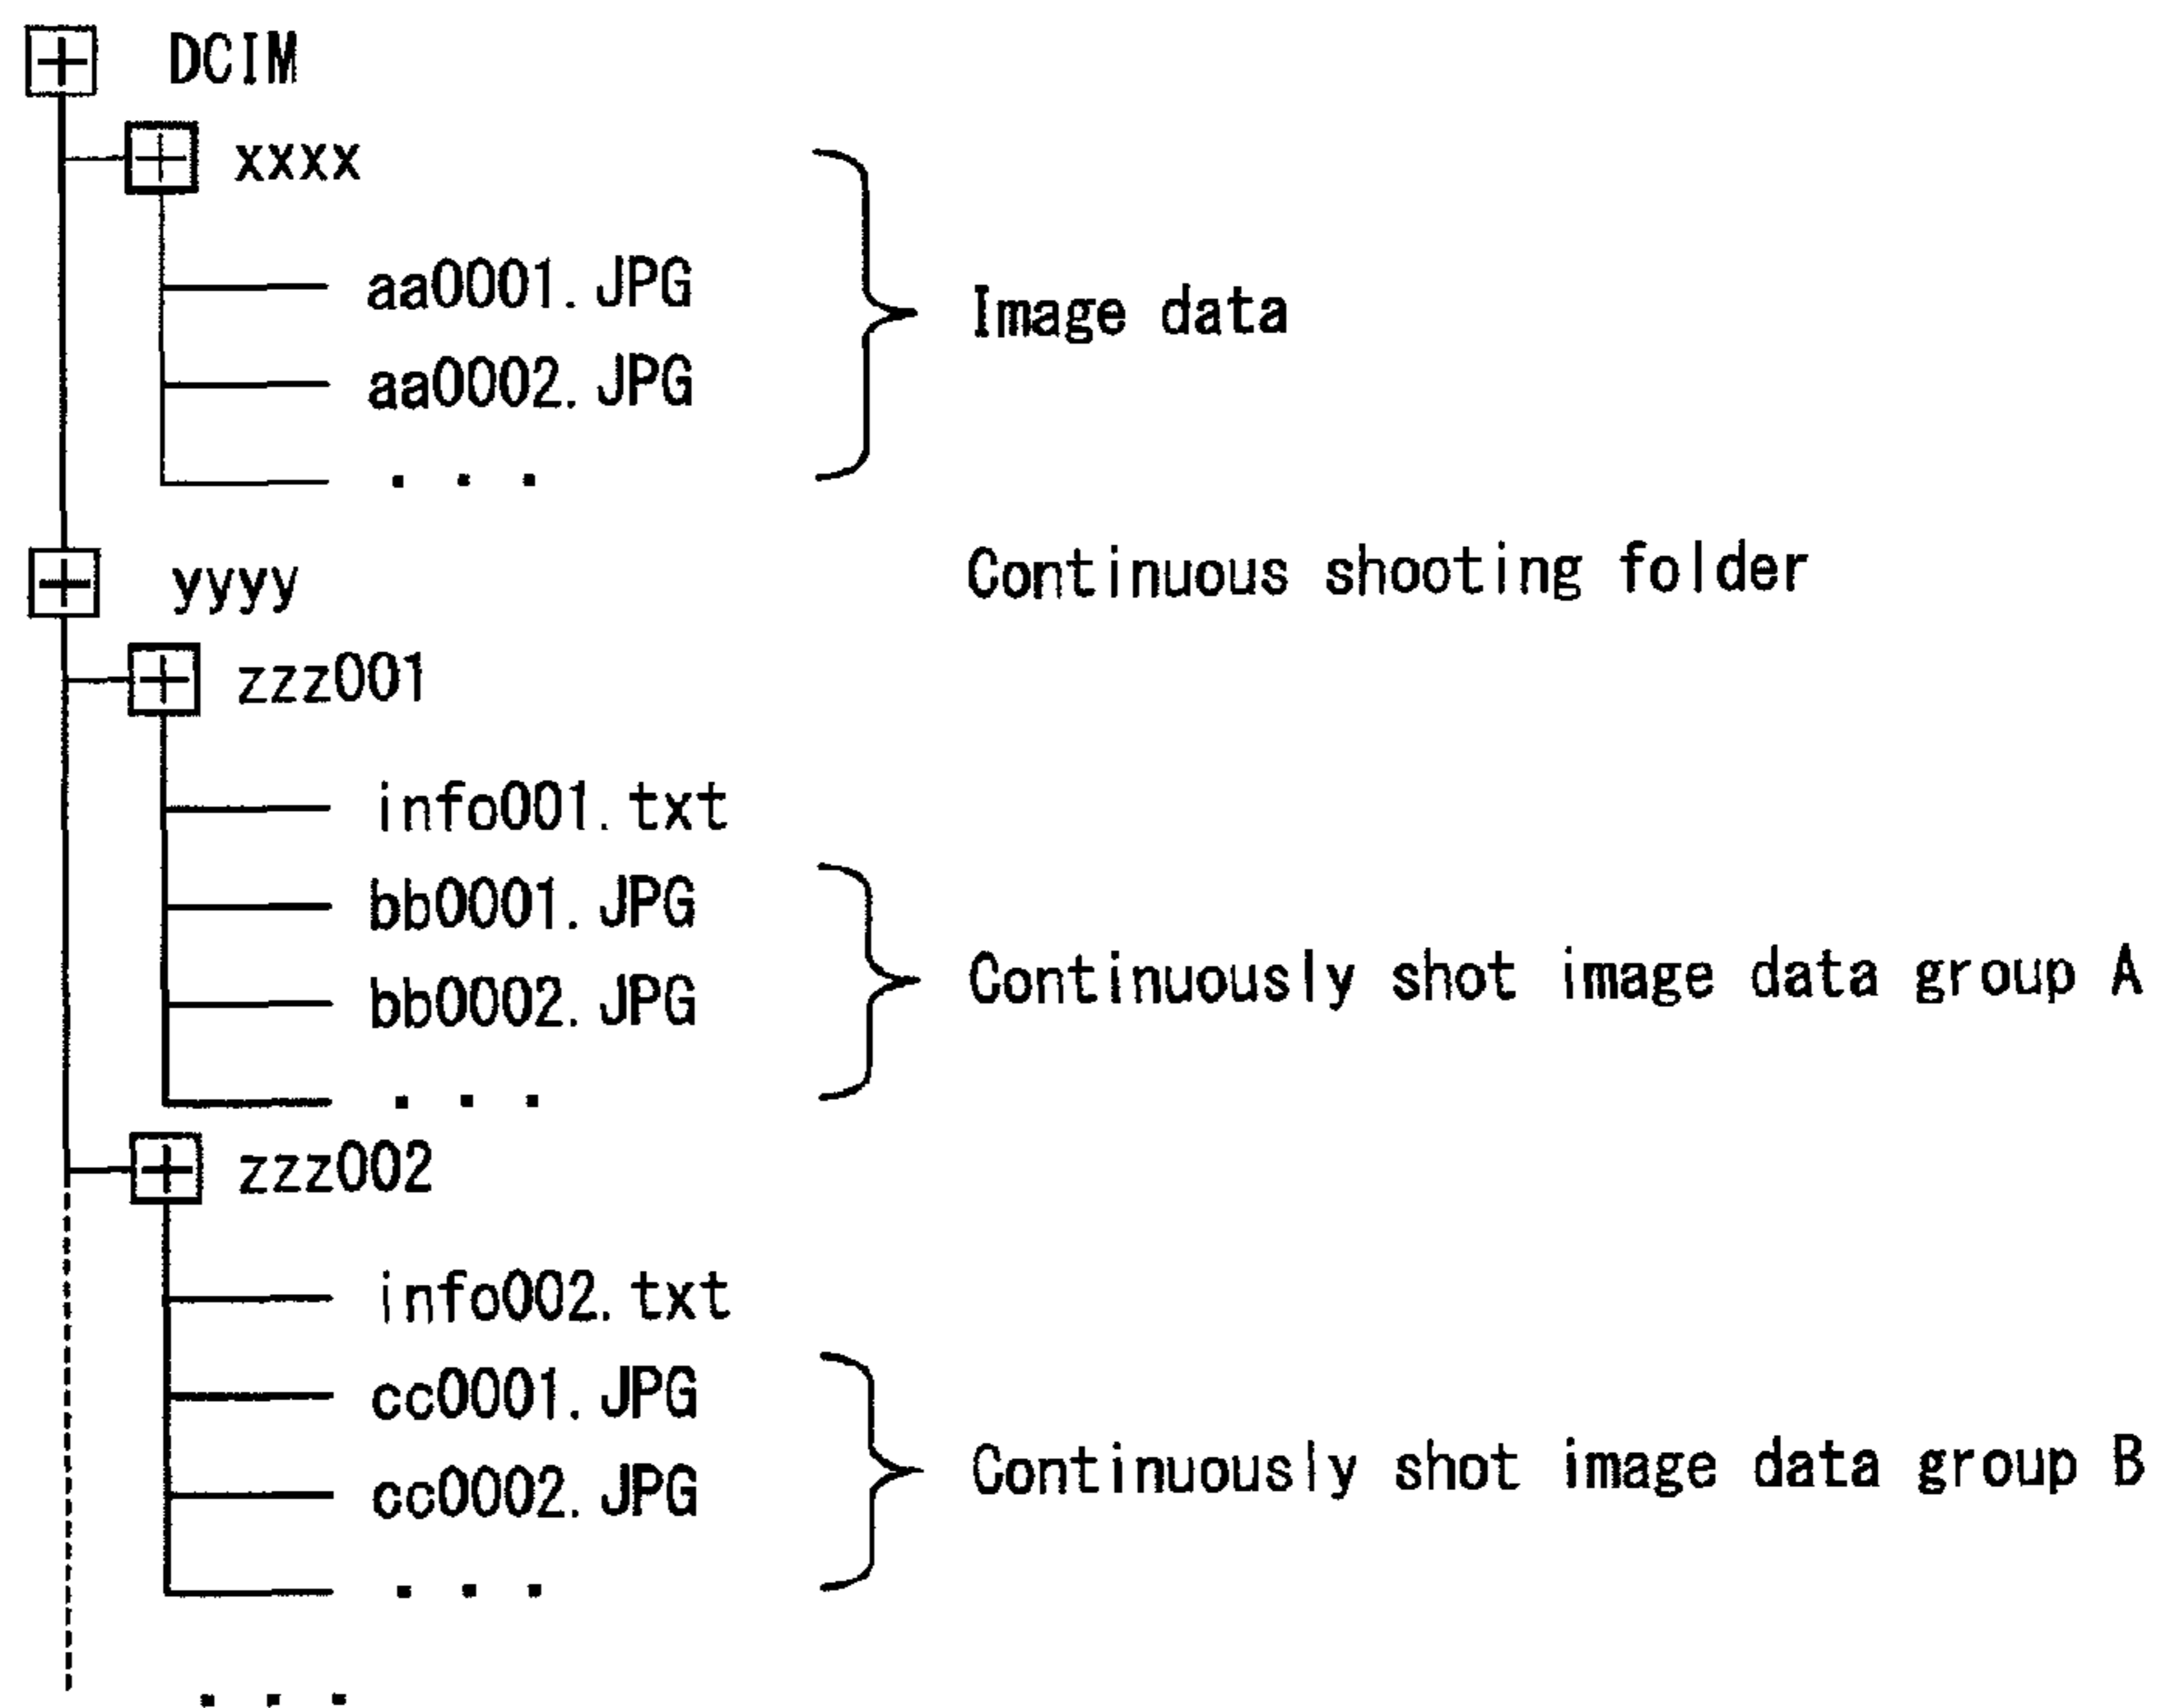 DCIM
xxxx
aa0001.JPG
Image data
aa0002.JPG
...
yyyy Continuous shooting folder
zzz001
info001.txt
bb0001.JPG
bb0002.JPG
Continuously shot image data group A
...
zzz002
info002.txt
cc0001.JPG
cc0002.JPG
Continuously shot image data group B
...
...